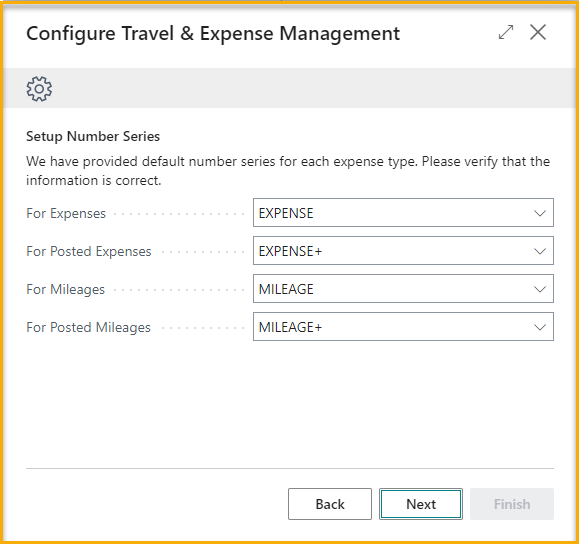 Configure Travel & Expense Management
Setup Number Series
We have provided default number series for each expense type. Please verify that the
information is correct.
For Expenses EXPENSE
For Posted Expenses EXPENSE+
For Mileages MILEAGE
For Posted Mileages MILEAGE+
Back Next Finish